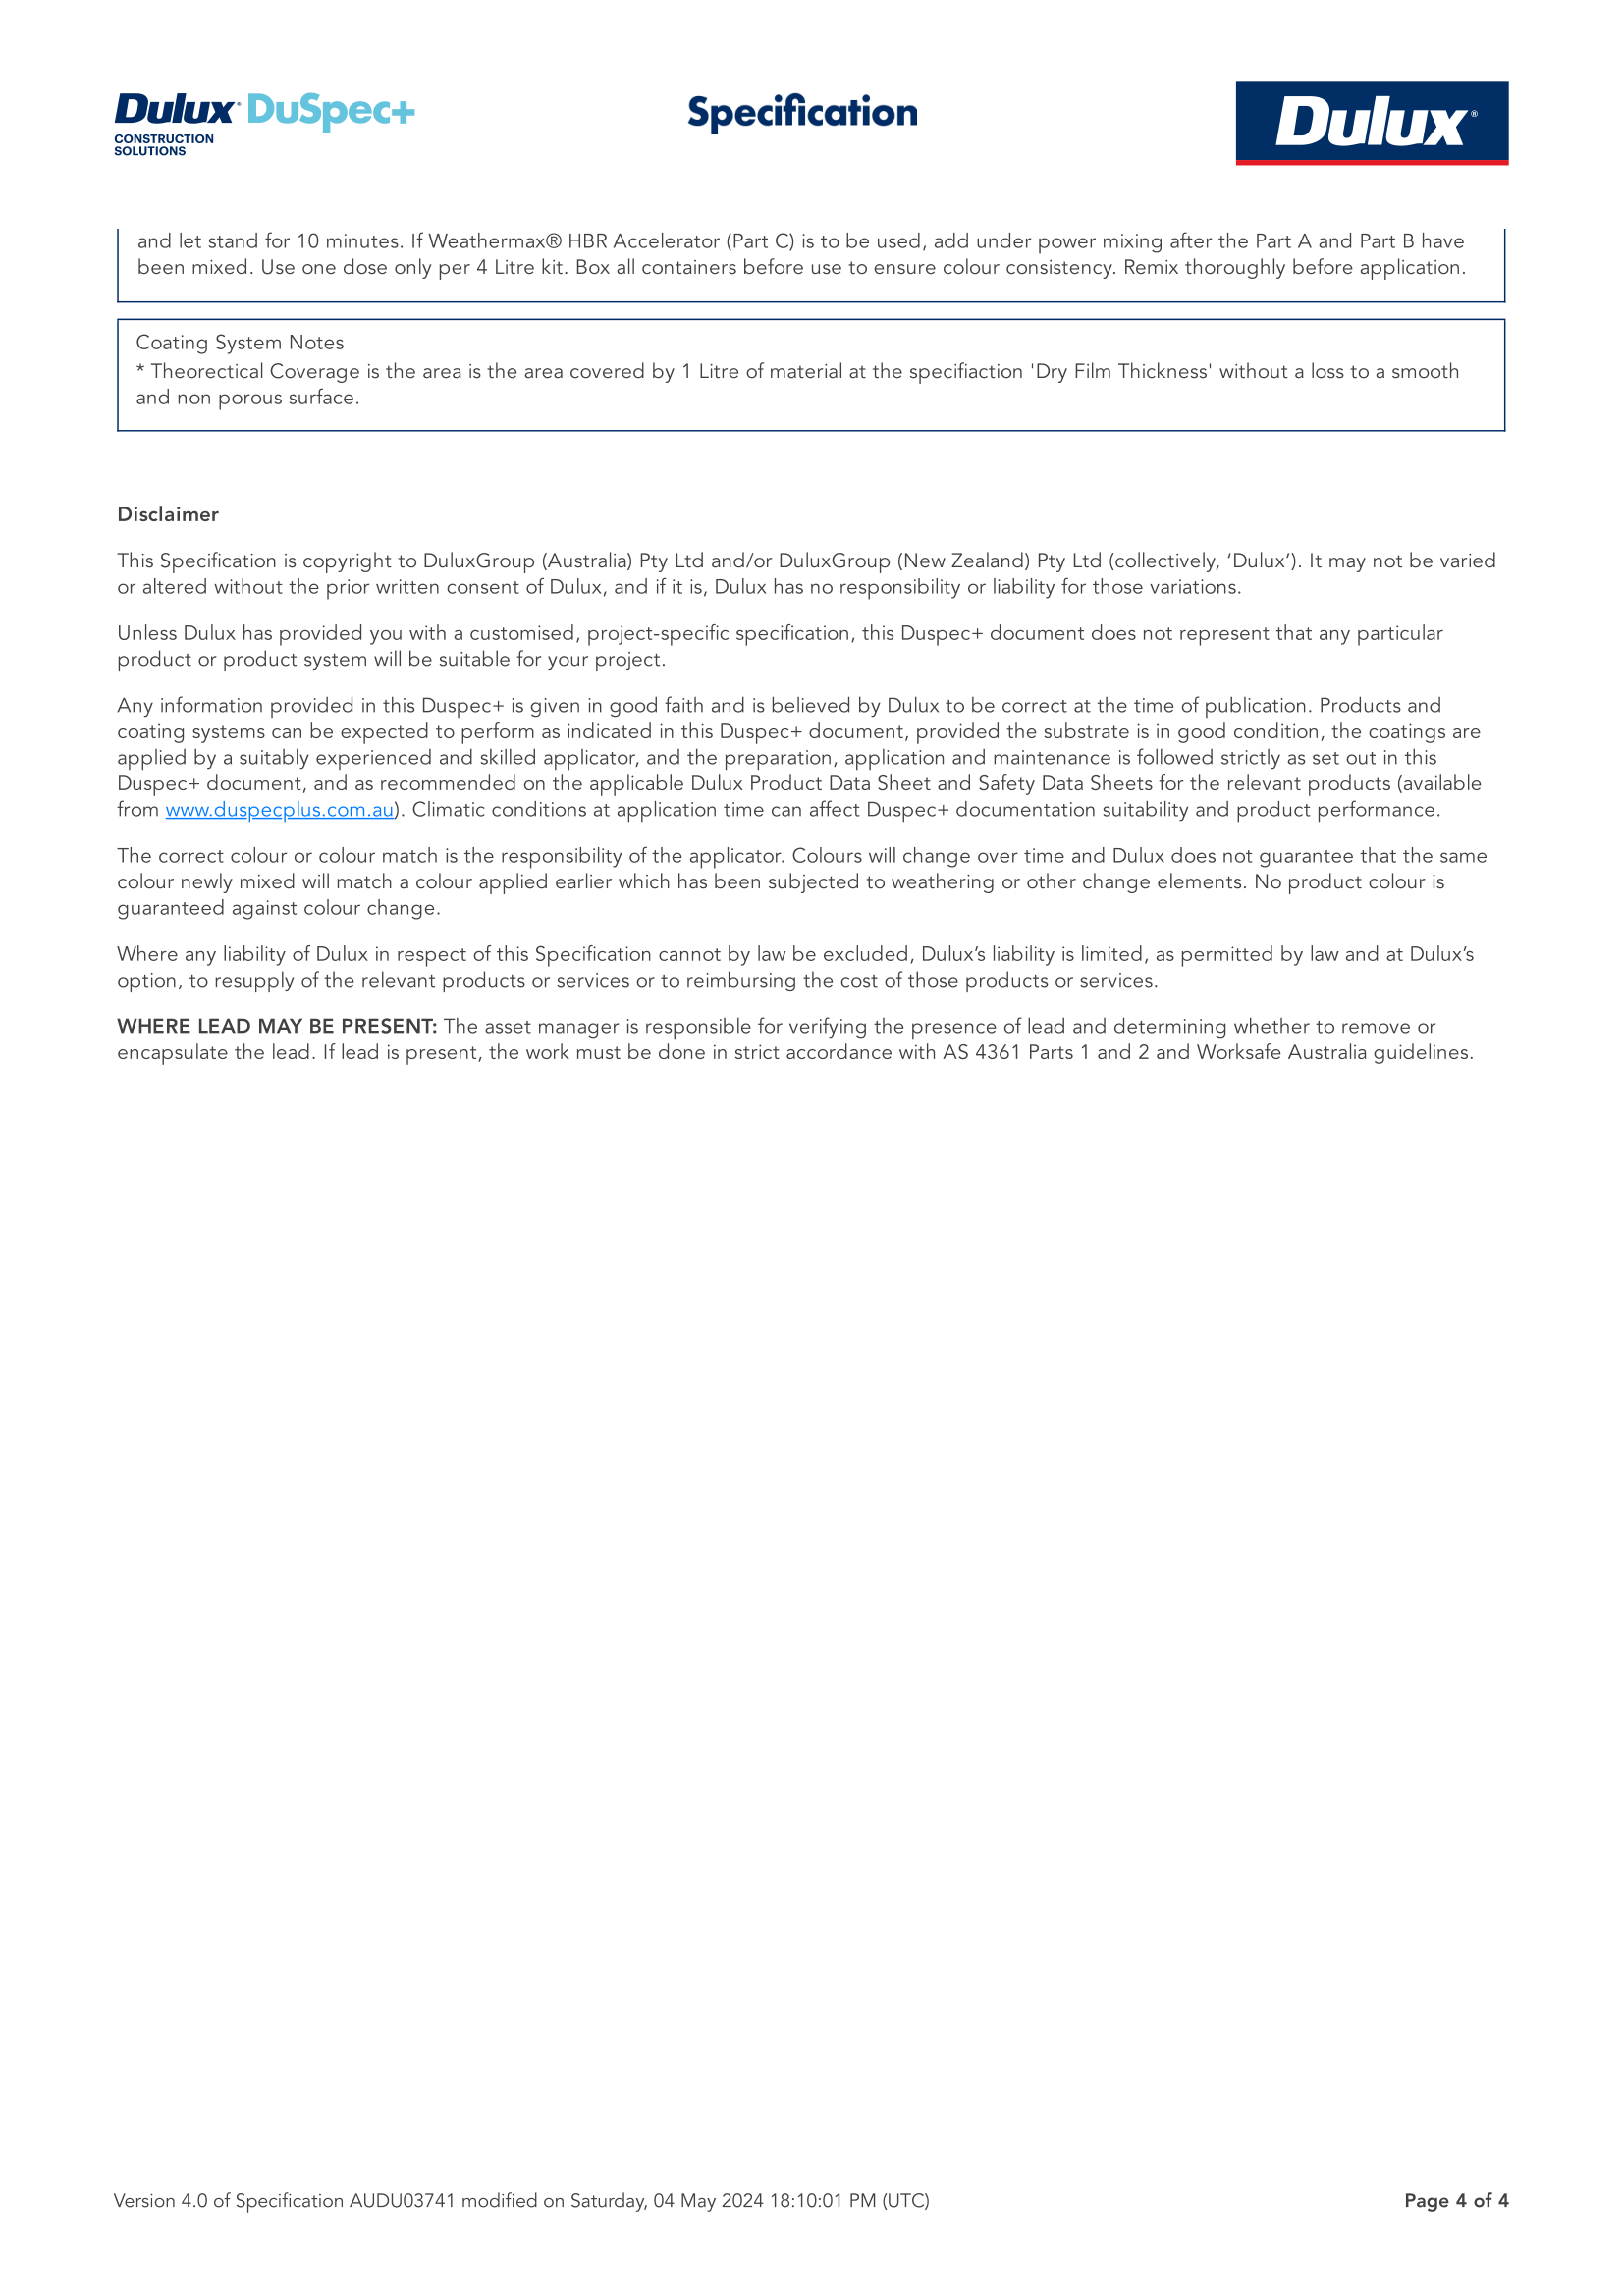 Dulux® DuSpec+
CONSTRUCTION
SOLUTIONS
Specification
Dulux®
and let stand for 10 minutes. If Weathermax® HBR Accelerator (Part C) is to be used, add under power mixing after the Part A and Part B have
been mixed. Use one dose only per 4 Litre kit. Box all containers before use to ensure colour consistency. Remix thoroughly before application.
Coating System Notes
* Theorectical Coverage is the area is the area covered by 1 Litre of material at the specifiaction 'Dry Film Thickness' without a loss to a smooth
and non porous surface.
Disclaimer
This Specification is copyright to DuluxGroup (Australia) Pty Ltd and/or DuluxGroup (New Zealand) Pty Ltd (collectively, ‘Dulux’). It may not be varied
or altered without the prior written consent of Dulux, and if it is, Dulux has no responsibility or liability for those variations.
Unless Dulux has provided you with a customised, project-specific specification, this Duspec+ document does not represent that any particular
product or product system will be suitable for your project.
Any information provided in this Duspec+ is given in good faith and is believed by Dulux to be correct at the time of publication. Products and
coating systems can be expected to perform as indicated in this Duspec+ document, provided the substrate is in good condition, the coatings are
applied by a suitably experienced and skilled applicator, and the preparation, application and maintenance is followed strictly as set out in this
Duspec+ document, and as recommended on the applicable Dulux Product Data Sheet and Safety Data Sheets for the relevant products (available
from www.duspecplus.com.au). Climatic conditions at application time can affect Duspec+ documentation suitability and product performance.
The correct colour or colour match is the responsibility of the applicator. Colours will change over time and Dulux does not guarantee that the same
colour newly mixed will match a colour applied earlier which has been subjected to weathering or other change elements. No product colour is
guaranteed against colour change.
Where any liability of Dulux in respect of this Specification cannot by law be excluded, Dulux’s liability is limited, as permitted by law and at Dulux’s
option, to resupply of the relevant products or services or to reimbursing the cost of those products or services.
WHERE LEAD MAY BE PRESENT: The asset manager is responsible for verifying the presence of lead and determining whether to remove or
encapsulate the lead. If lead is present, the work must be done in strict accordance with AS 4361 Parts 1 and 2 and Worksafe Australia guidelines.
Version 4.0 of Specification AUDU03741 modified on Saturday, 04 May 2024 18:10:01 PM (UTC)
Page 4 of 4